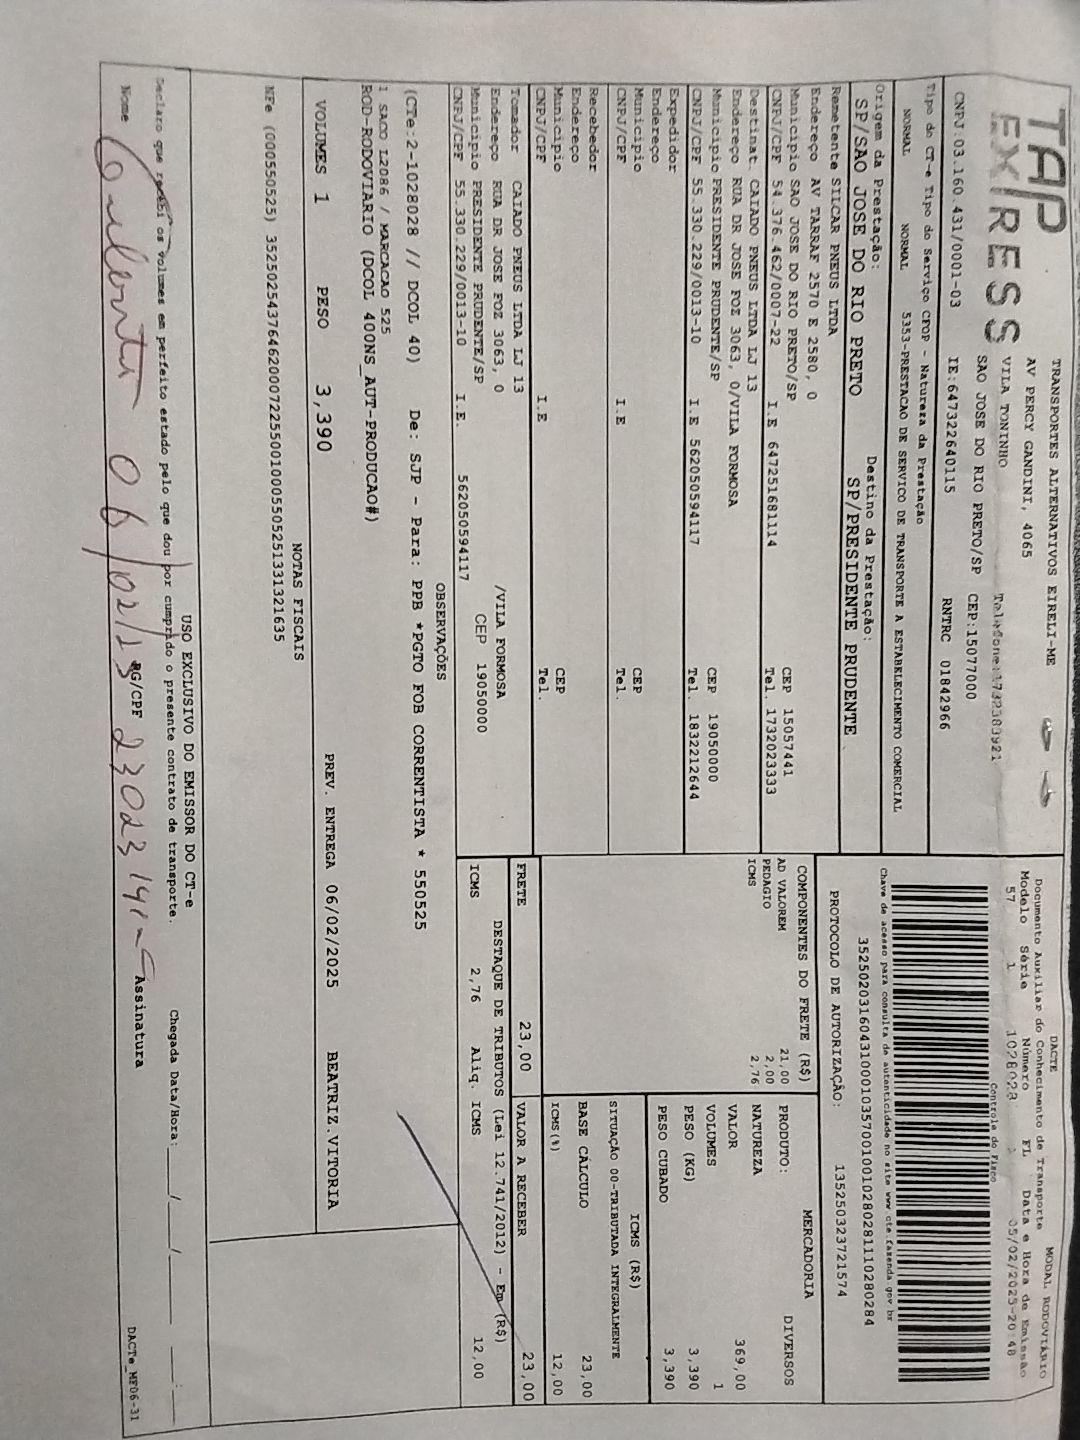 TAP
EXPRESS
TRANSPORTES ALTERNATIVOS EIRELI-ME
AV PERCY GANDINI, 4065
VILA TONINHO Telefone:1732383921
SAO JOSE DO RIO PRETO/SP CEP:15077000
CNPJ:03.160.431/0001-03 IE:647322640115 RNTRC 01842966
Tipo do CT-e Tipo do Serviço CFOP - Natureza da Prestação
NORMAL NORMAL 5353-PRESTACAO DE SERVICO DE TRANSPORTE A ESTABELECIMENTO COMERCIAL
Origem da Prestação: Destino da Prestação:
SP/SAO JOSE DO RIO PRETO SP/PRESIDENTE PRUDENTE
DACTE MODAL RODOVIÁRIO
Documento Auxiliar do Conhecimento de Transporte
Modelo Série Número FL Data e Hora de Emissão
57 1 1028028 05/02/2025-20:48
Controle do Fisco
Chave de acesso para consulta de autenticidade no site www.cte.fazenda.gov.br
35250203160431000103570010010280281110280284
PROTOCOLO DE AUTORIZAÇÃO: 135250323721574
Remetente SILCAR PNEUS LTDA
Endereço AV TARRAF 2570 E 2580, 0
Município SAO JOSE DO RIO PRETO/SP CEP 15057441
CNPJ/CPF 54.376.462/0007-22 I.E 647251681114 Tel. 1732023333
Destinat. CAIADO PNEUS LTDA LJ 13
Endereço RUA DR JOSE FOZ 3063, 0/VILA FORMOSA
Município PRESIDENTE PRUDENTE/SP CEP 19050000
CNPJ/CPF 55.330.229/0013-10 I.E 562050594117 Tel. 1832212644
Expedidor
Endereço
Município CEP
CNPJ/CPF I.E Tel.
Recebedor
Endereço
Município CEP
CNPJ/CPF I.E Tel.
Tomador CAIADO PNEUS LTDA LJ 13
Endereço RUA DR JOSE FOZ 3063, 0 /VILA FORMOSA
Município PRESIDENTE PRUDENTE/SP CEP 19050000
CNPJ/CPF 55.330.229/0013-10 I.E. 562050594117
COMPONENTES DO FRETE (R$)
AD VALOREM 21,00
PEDAGIO 2,00
ICMS 2,76
FRETE 23,00
MERCADORIA
PRODUTO: DIVERSOS
NATUREZA
VALOR 369,00
VOLUMES 1
PESO (KG) 3,390
PESO CUBADO 3,390
ICMS (R$)
SITUAÇÃO 00-TRIBUTADA INTEGRALMENTE
BASE CÁLCULO 23,00
ICMS(%) 12,00
VALOR A RECEBER 23,00
DESTAQUE DE TRIBUTOS (Lei 12.741/2012) - Em (R$)
ICMS 2,76 Aliq. ICMS 12,00
OBSERVAÇÕES
(CTe:2-1028028 // DCOL 40) De: SJP - Para: PPB *PGTO FOB CORRENTISTA * 550525
1 SACO L2086 / MARCACAO 525
ROD-RODOVIARIO (DCOL 400NS_AUT-PRODUCAO#)
VOLUMES 1 PESO 3,390 PREV. ENTREGA 06/02/2025 BEATRIZ.VITORIA
NOTAS FISCAIS
NFe (000550525) 35250254376462000722550010005505251331321635
USO EXCLUSIVO DO EMISSOR DO CT-e
Declaro que recebi os volumes em perfeito estado pelo que dou por cumprido o presente contrato de transporte. Chegada Data/Hora: __/__/____ __:__
Nome 06/02/25 RG/CPF Assinatura
DACTe_MF06-31